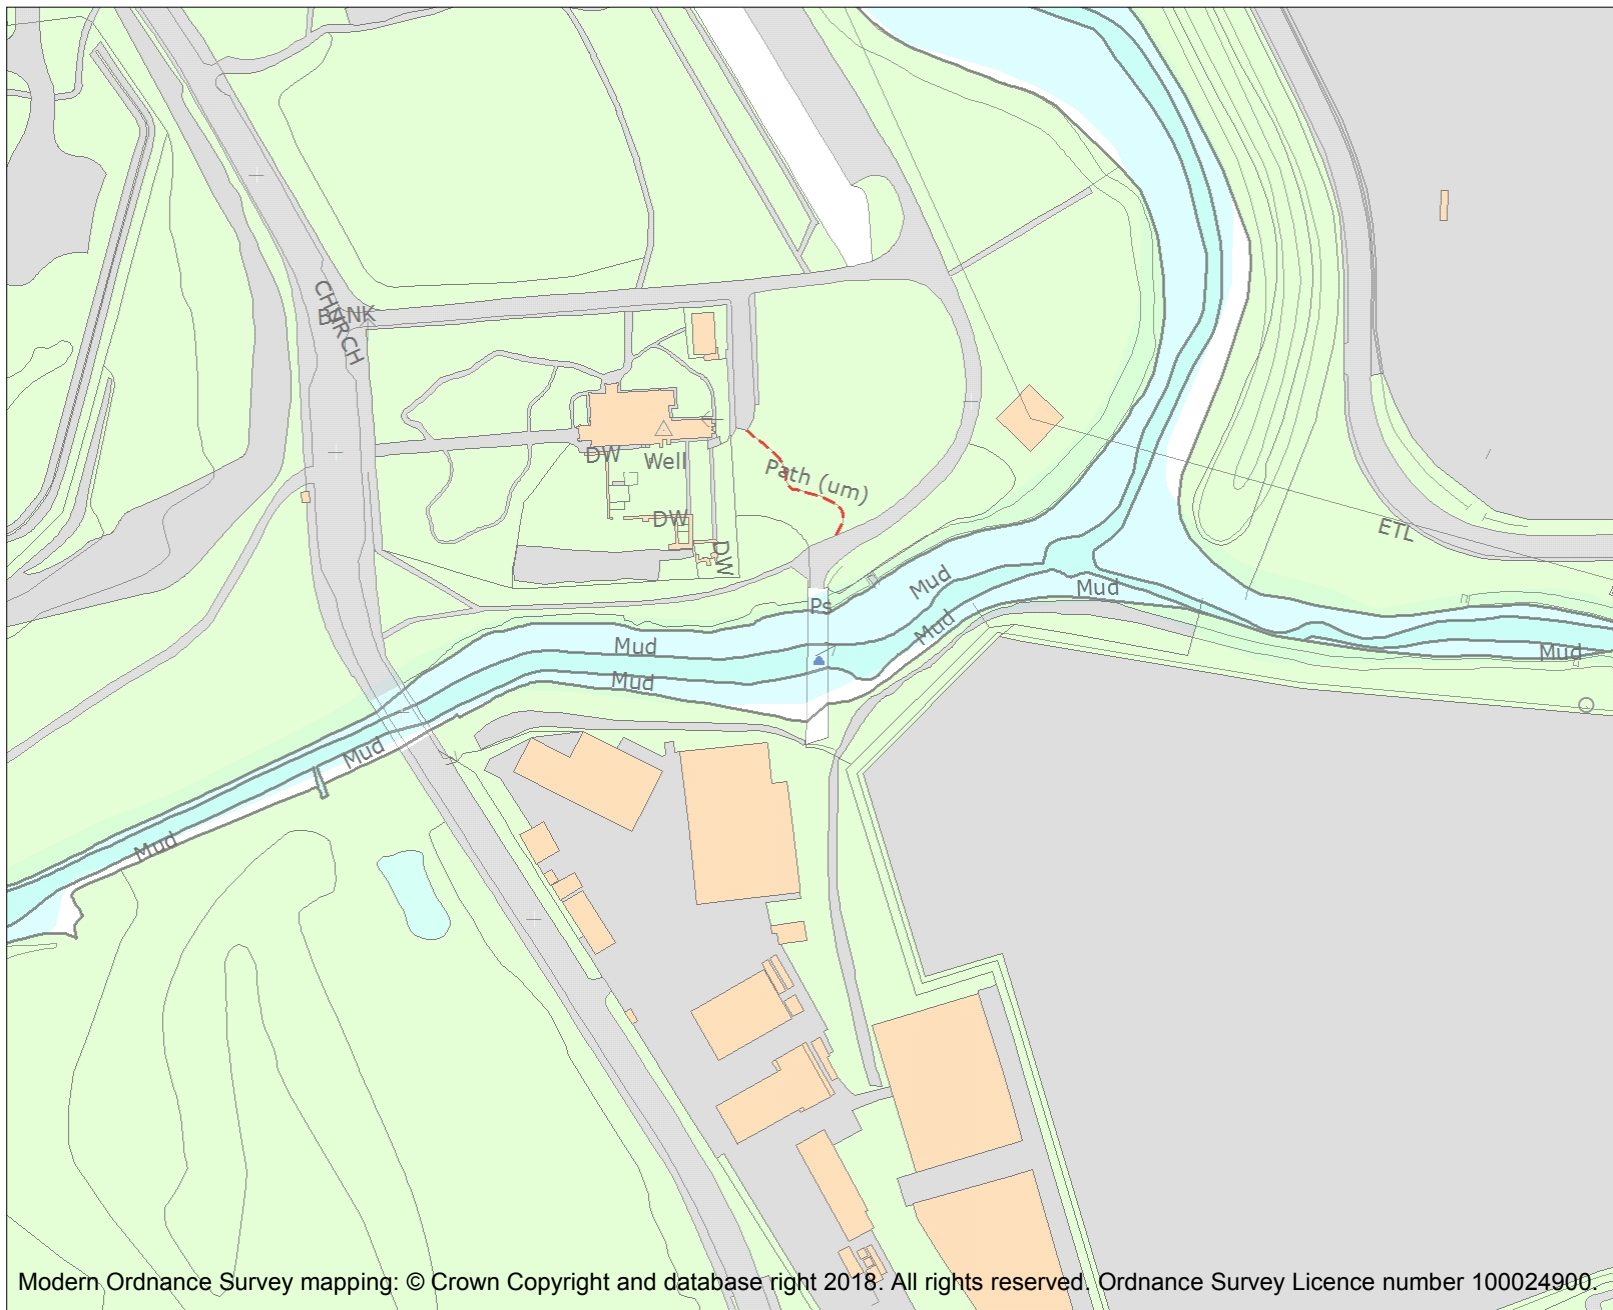 CHURCH
BANK
DW
Well
Path (um)
DW
DW
ETL
Mud
Mud
Ps
Mud
Mud
Mud
Mud
Mud
Mud
Modern Ordnance Survey mapping: © Crown Copyright and database right 2018. All rights reserved. Ordnance Survey Licence number 100024900.